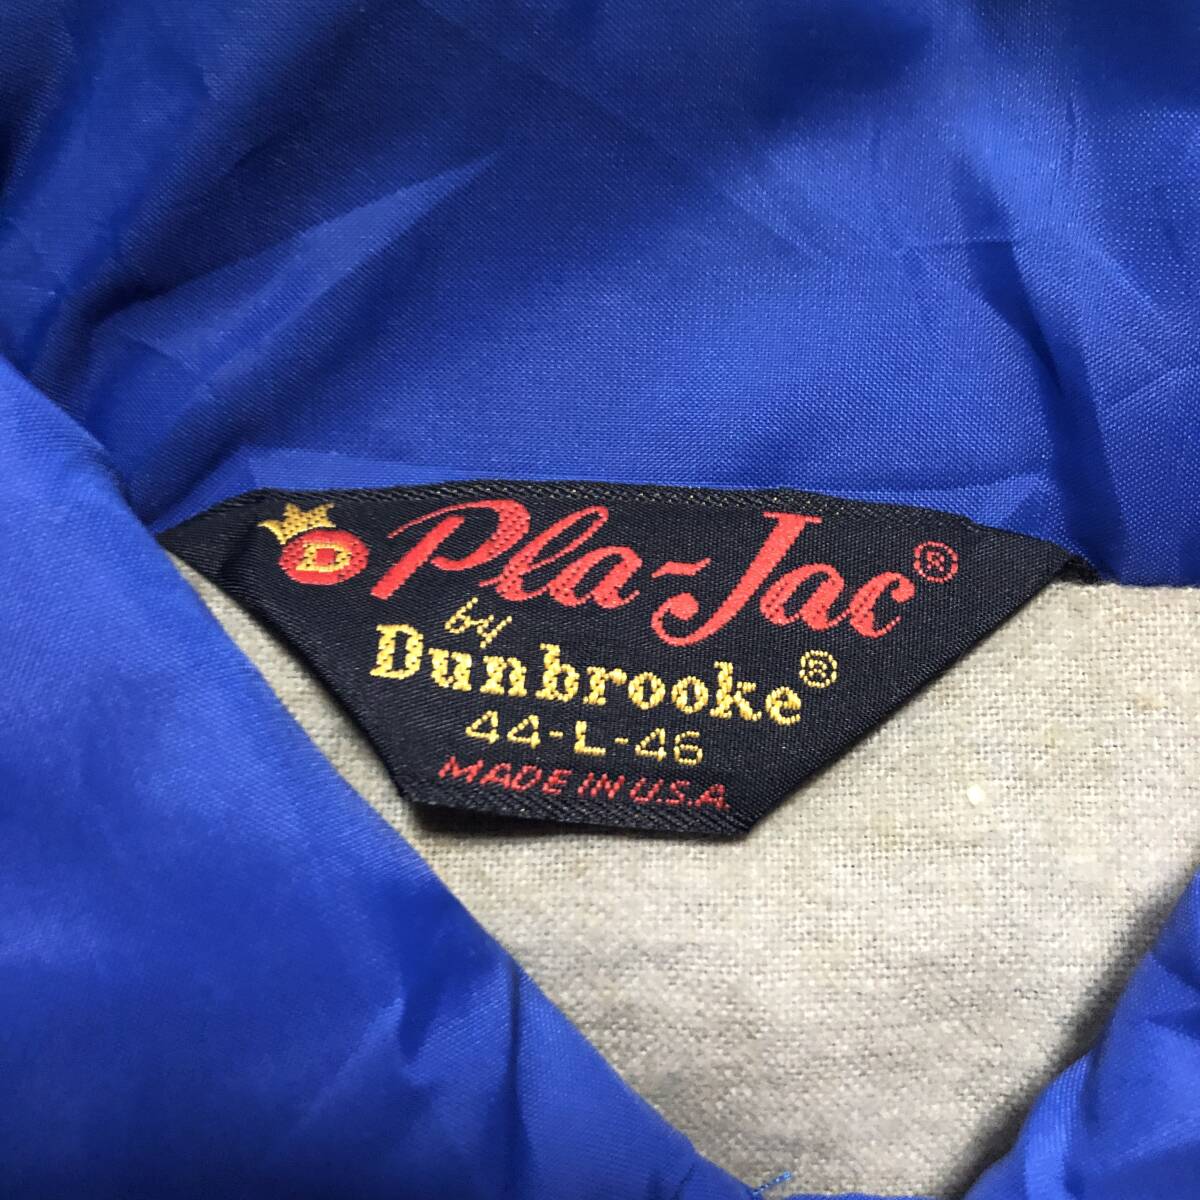 D Pla-Jac®
by
Dunbrooke®
44-L-46
MADE IN U.S.A.